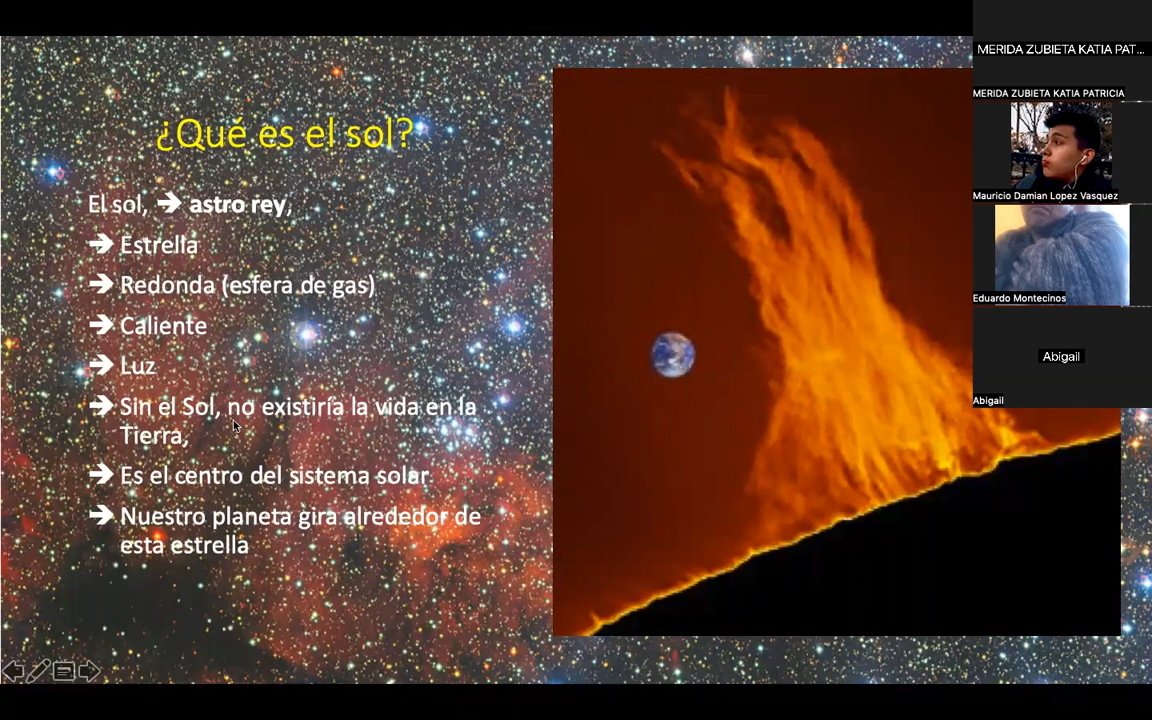 ¿Qué es el sol?
El sol, ➔ astro rey,
➔ Estrella
➔ Redonda (esfera de gas)
➔ Caliente
➔ Luz
➔ Sin el Sol, no existiría la vida en la
Tierra,
➔ Es el centro del sistema solar
➔ Nuestro planeta gira alrededor de
esta estrella
MERIDA ZUBIETA KATIA PAT...
MERIDA ZUBIETA KATIA PATRICIA
Mauricio Damian Lopez Vasquez
Eduardo Montecinos
Abigail
Abigail